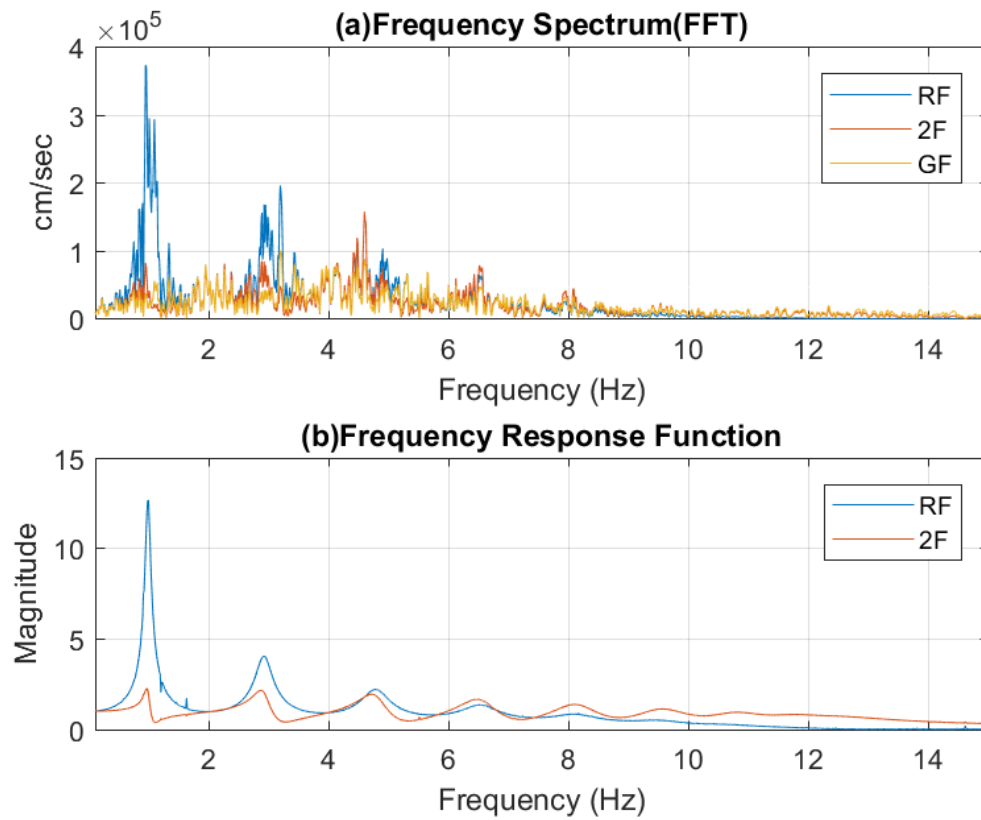 (a)Frequency Spectrum(FFT)
×10⁵
4
3
2
1
0
cm/sec
RF
2F
GF
2 4 6 8 10 12 14
Frequency (Hz)
(b)Frequency Response Function
15
10
5
0
Magnitude
RF
2F
2 4 6 8 10 12 14
Frequency (Hz)